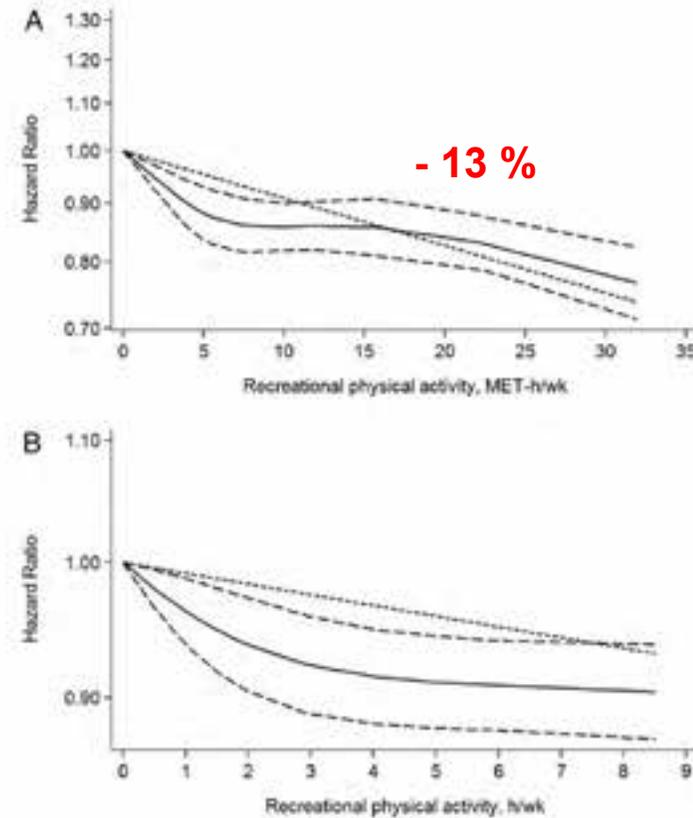 A
1.30
1.20
1.10
1.00
0.90
0.80
0.70
Hazard Ratio
- 13 %
0 5 10 15 20 25 30 35
Recreational physical activity, MET-h/wk
B
1.10
1.00
0.90
Hazard Ratio
0 1 2 3 4 5 6 7 8 9
Recreational physical activity, h/wk